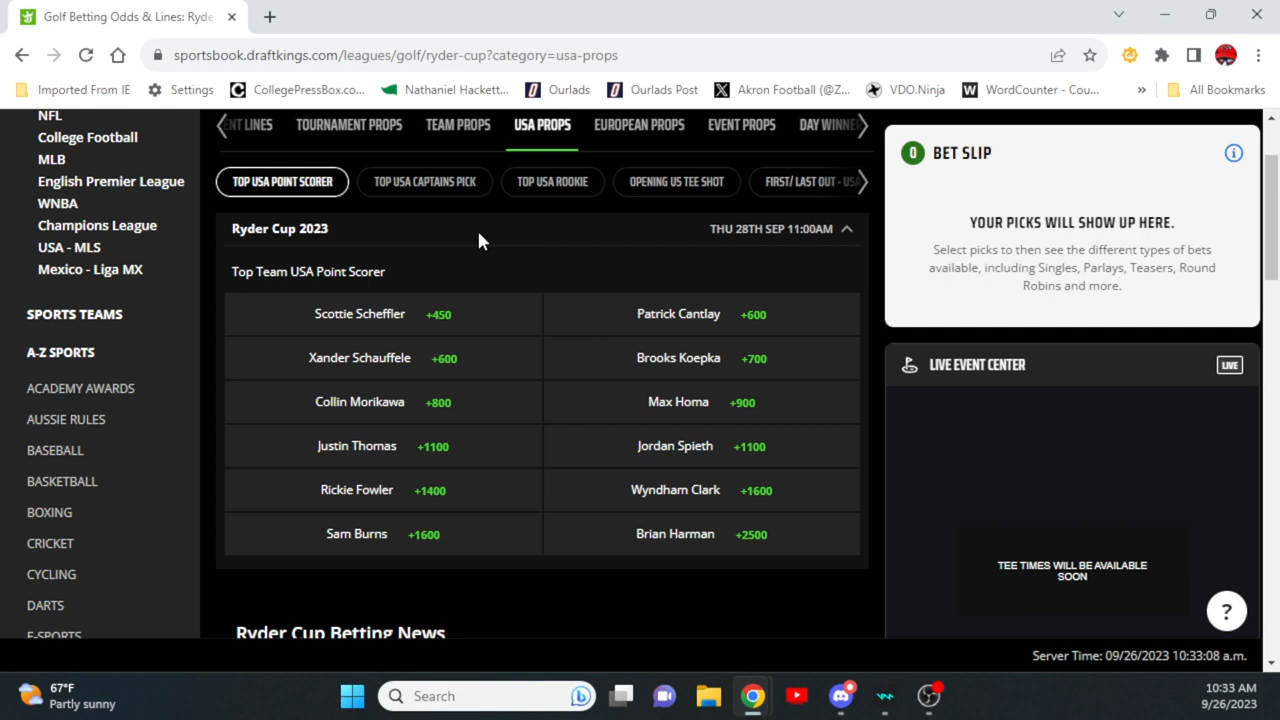 Golf Betting Odds & Lines: Ryde
sportsbook.draftkings.com/leagues/golf/ryder-cup?category=usa-props
Imported From IE
Settings
CollegePressBox.co...
Nathaniel Hackett...
Ourlads
Ourlads Post
Akron Football (@Z...
VDO.Ninja
WordCounter - Cou...
»
All Bookmarks
NFL
College Football
MLB
English Premier League
WNBA
Champions League
USA - MLS
Mexico - Liga MX
SPORTS TEAMS
A-Z SPORTS
ACADEMY AWARDS
AUSSIE RULES
BASEBALL
BASKETBALL
BOXING
CRICKET
CYCLING
DARTS
E-SPORTS
ENT LINES
TOURNAMENT PROPS
TEAM PROPS
USA PROPS
EUROPEAN PROPS
EVENT PROPS
DAY WINNE
TOP USA POINT SCORER
TOP USA CAPTAINS PICK
TOP USA ROOKIE
OPENING US TEE SHOT
FIRST/ LAST OUT - USA
Ryder Cup 2023
THU 28TH SEP 11:00AM
Top Team USA Point Scorer
Scottie Scheffler +450
Patrick Cantlay +600
Xander Schauffele +600
Brooks Koepka +700
Collin Morikawa +800
Max Homa +900
Justin Thomas +1100
Jordan Spieth +1100
Rickie Fowler +1400
Wyndham Clark +1600
Sam Burns +1600
Brian Harman +2500
Ryder Cup Betting News
0 BET SLIP
YOUR PICKS WILL SHOW UP HERE.
Select picks to then see the different types of bets
available, including Singles, Parlays, Teasers, Round
Robins and more.
LIVE EVENT CENTER
LIVE
TEE TIMES WILL BE AVAILABLE
SOON
?
Server Time: 09/26/2023 10:33:08 a.m.
67°F
Partly sunny
Search
10:33 AM
9/26/2023